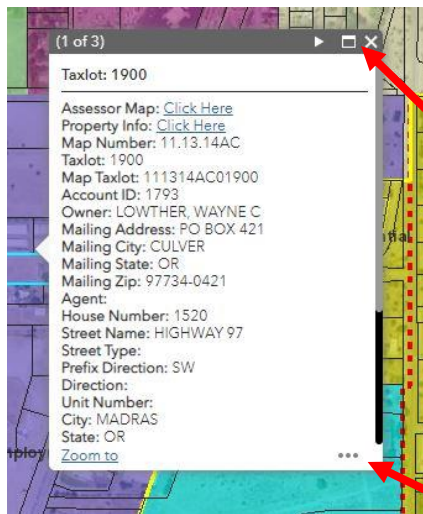 (1 of 3)
Taxlot: 1900
Assessor Map: Click Here
Property Info: Click Here
Map Number: 11.13.14AC
Taxlot: 1900
Map Taxlot: 111314AC01900
Account ID: 1793
Owner: LOWTHER, WAYNE C
Mailing Address: PO BOX 421
Mailing City: CULVER
Mailing State: OR
Mailing Zip: 97734-0421
Agent:
House Number: 1520
Street Name: HIGHWAY 97
Street Type:
Prefix Direction: SW
Direction:
Unit Number:
City: MADRAS
State: OR
Zoom to